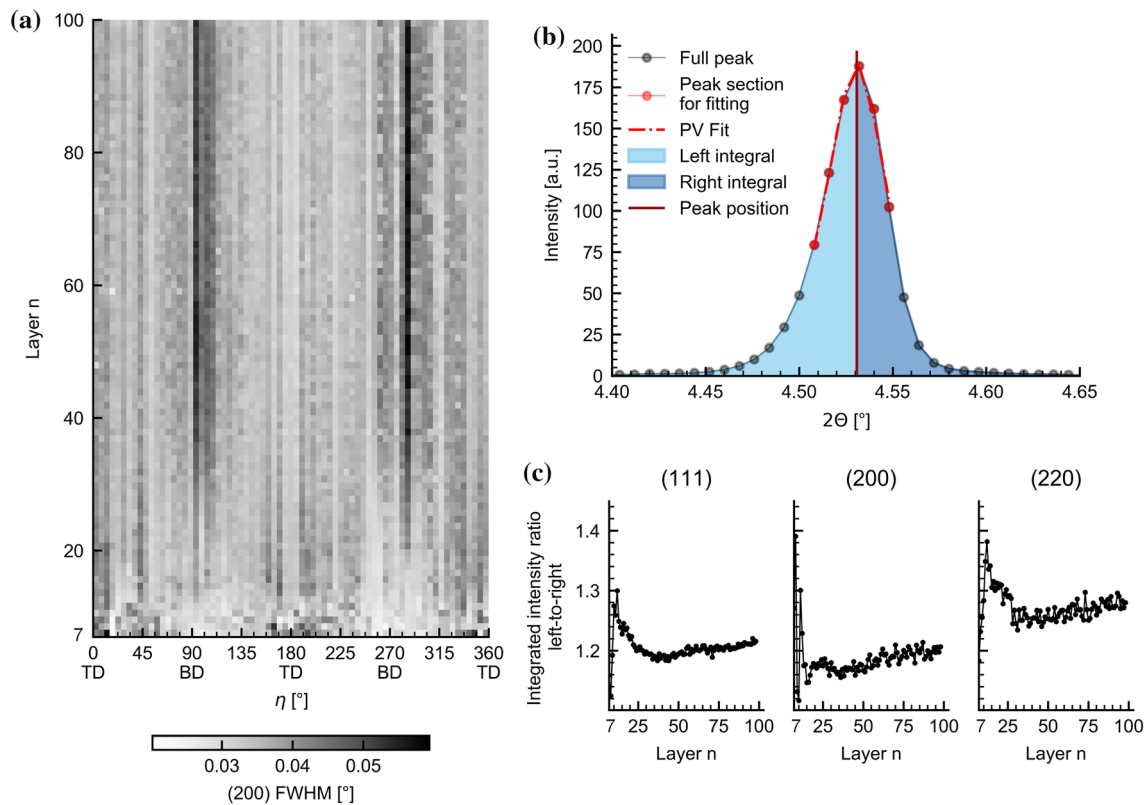 (a)
100
80
60
40
20
7
Layer n
0 45 90 135 180 225 270 315 360
TD BD TD BD TD
η [°]
0.03 0.04 0.05
(200) FWHM [°]
(b)
200
175
150
125
100
75
50
25
0
Intensity [a.u.]
Full peak
Peak section
for fitting
PV Fit
Left integral
Right integral
Peak position
4.40 4.45 4.50 4.55 4.60 4.65
2Θ [°]
(c)
(111) (200) (220)
Integrated intensity ratio
left-to-right
1.4
1.3
1.2
7 25 50 75 100
7 25 50 75 100
7 25 50 75 100
Layer n Layer n Layer n